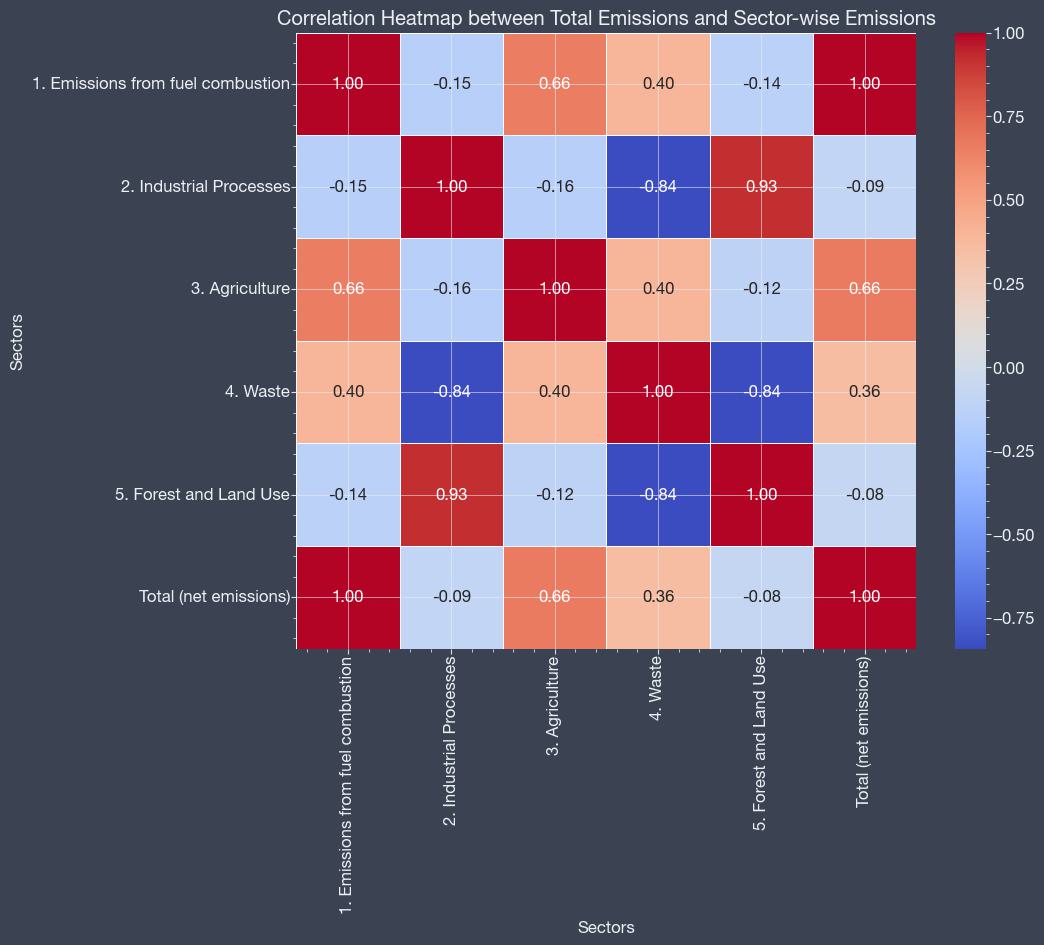 Correlation Heatmap between Total Emissions and Sector-wise Emissions
1. Emissions from fuel combustion 1.00 -0.15 0.66 0.40 -0.14 1.00
2. Industrial Processes -0.15 1.00 -0.16 -0.84 0.93 -0.09
3. Agriculture 0.66 -0.16 1.00 0.40 -0.12 0.66
4. Waste 0.40 -0.84 0.40 1.00 -0.84 0.36
5. Forest and Land Use -0.14 0.93 -0.12 -0.84 1.00 -0.08
Total (net emissions) 1.00 -0.09 0.66 0.36 -0.08 1.00
Sectors
1. Emissions from fuel combustion
2. Industrial Processes
3. Agriculture
4. Waste
5. Forest and Land Use
Total (net emissions)
Sectors
1.00
0.75
0.50
0.25
0.00
−0.25
−0.50
−0.75